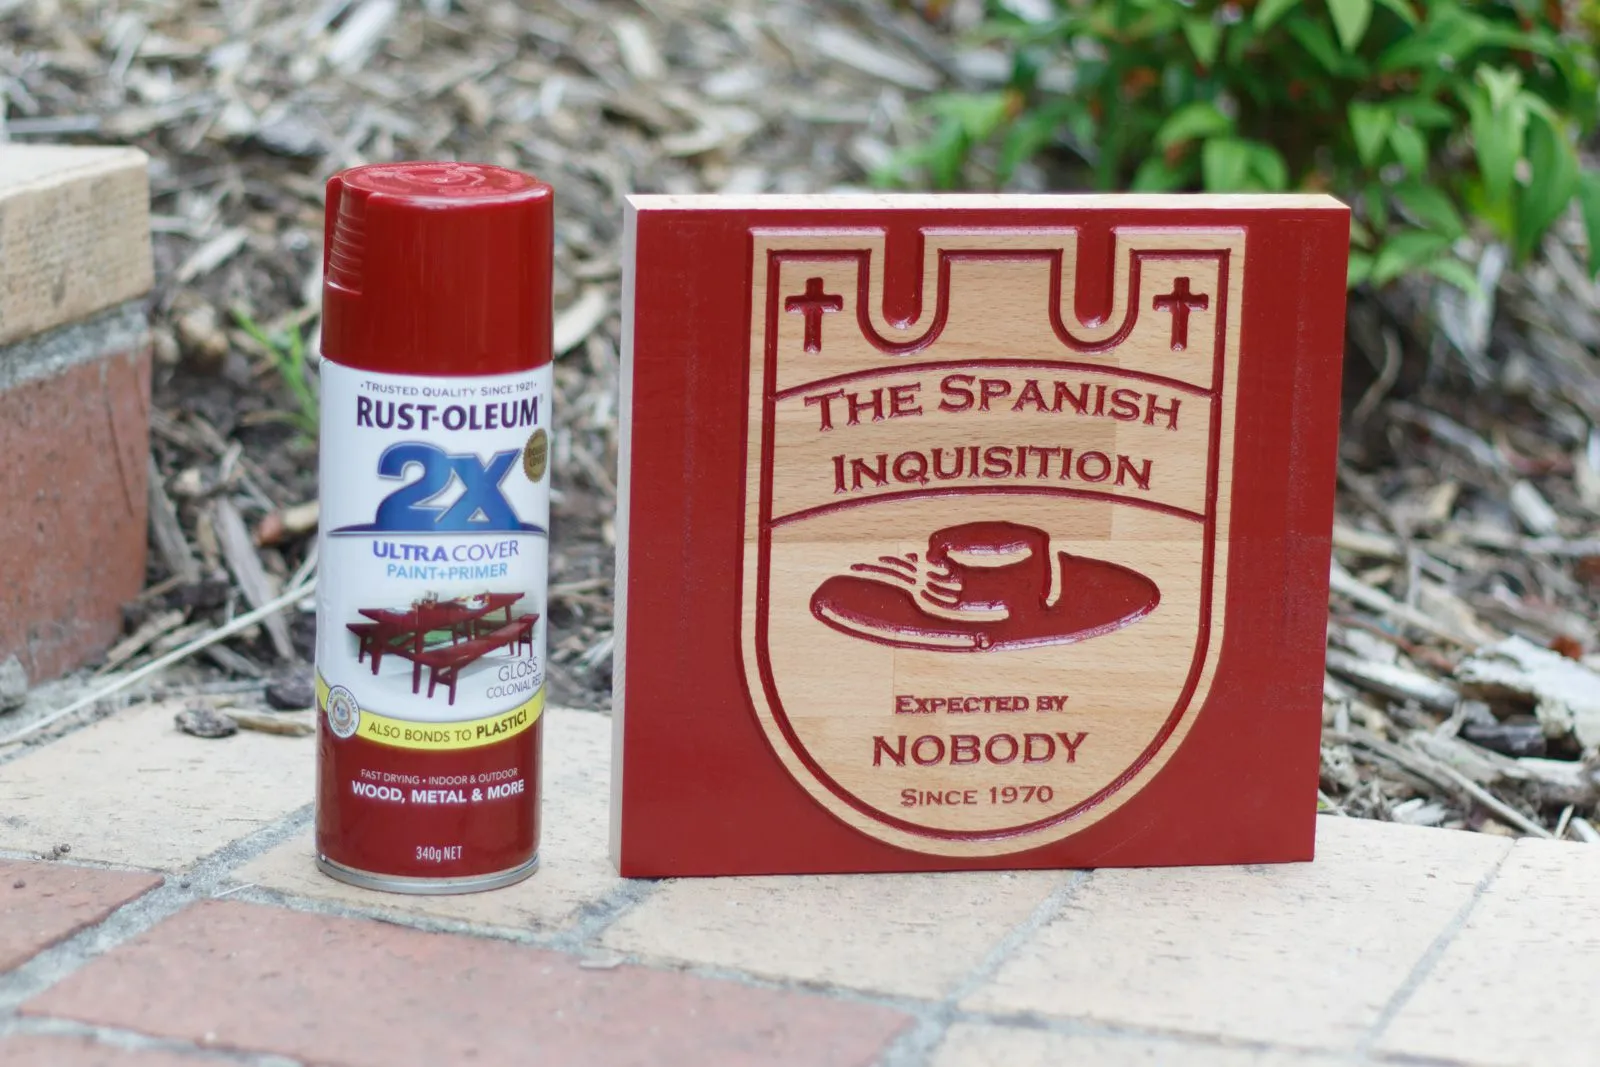 ·TRUSTED QUALITY SINCE 1921·
RUST-OLEUM
2X
ULTRA COVER
PAINT+PRIMER
GLOSS
COLONIAL RED
ALSO BONDS TO PLASTIC!
FAST DRYING • INDOOR & OUTDOOR
WOOD, METAL & MORE
340g NET
THE SPANISH
INQUISITION
EXPECTED BY
NOBODY
SINCE 1970